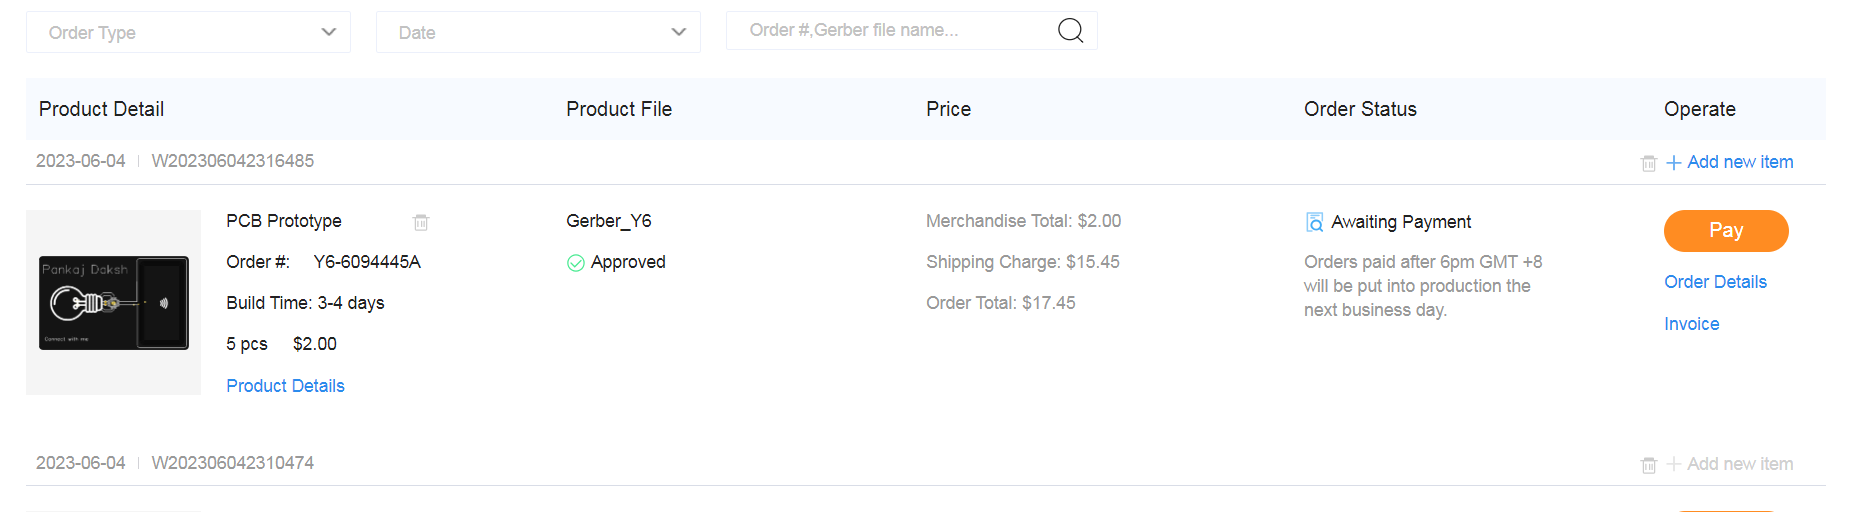 Order Type Date Order #,Gerber file name...
Product Detail Product File Price Order Status Operate
2023-06-04 W202306042316485 Add new item
PCB Prototype Gerber_Y6 Merchandise Total: $2.00 Awaiting Payment Pay
Order #: Y6-6094445A Approved Shipping Charge: $15.45 Orders paid after 6pm GMT +8
will be put into production the
next business day.
Order Details
Build Time: 3-4 days Order Total: $17.45
Invoice
5 pcs $2.00
Product Details
Pankaj Daksh
Connect with me
2023-06-04 W202306042310474 Add new item